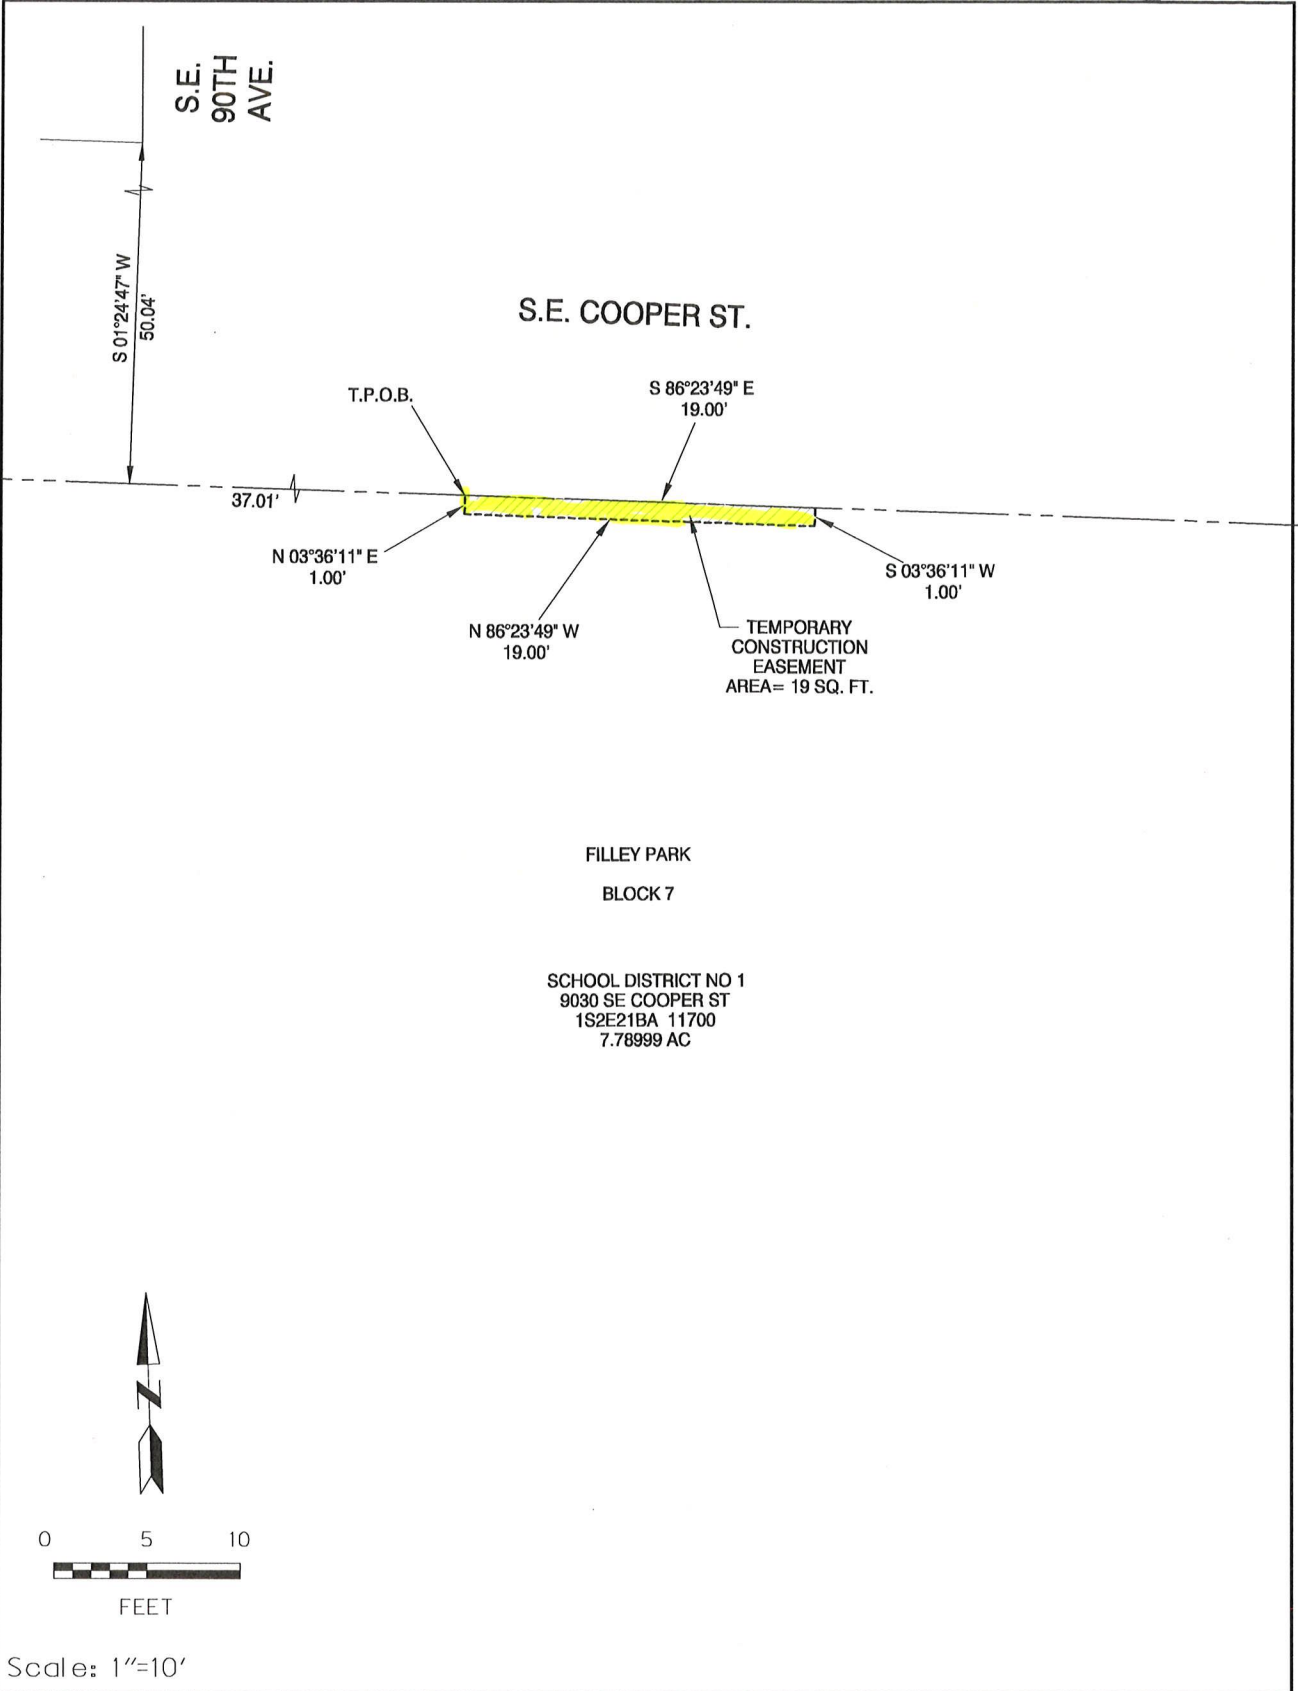 S.E.
90TH
AVE.
S 01°24'47" W
50.04'
S.E. COOPER ST.
T.P.O.B.
S 86°23'49" E
19.00'
37.01'
N 03°36'11" E
1.00'
S 03°36'11" W
1.00'
N 86°23'49" W
19.00'
TEMPORARY
CONSTRUCTION
EASEMENT
AREA= 19 SQ. FT.
FILLEY PARK
BLOCK 7
SCHOOL DISTRICT NO 1
9030 SE COOPER ST
1S2E21BA 11700
7.78999 AC
N
0 5 10
FEET
Scale: 1"=10'